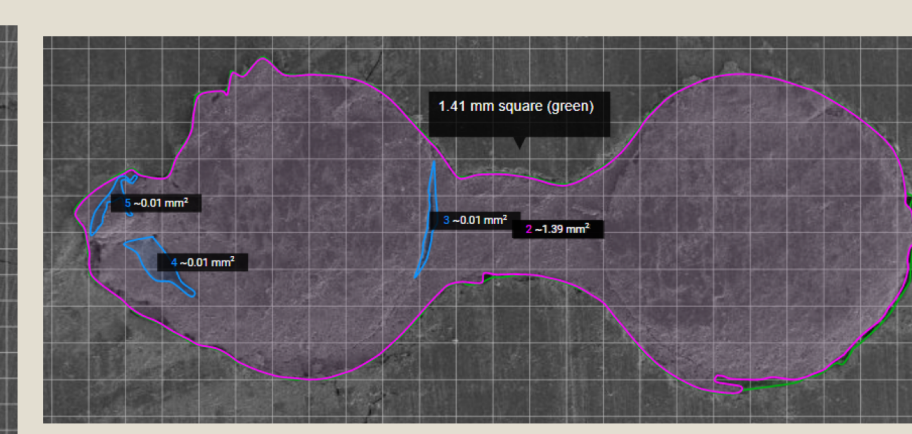 1.41 mm square (green)
5 ~0.01 mm²
3 ~0.01 mm²
2 ~1.39 mm²
4 ~0.01 mm²